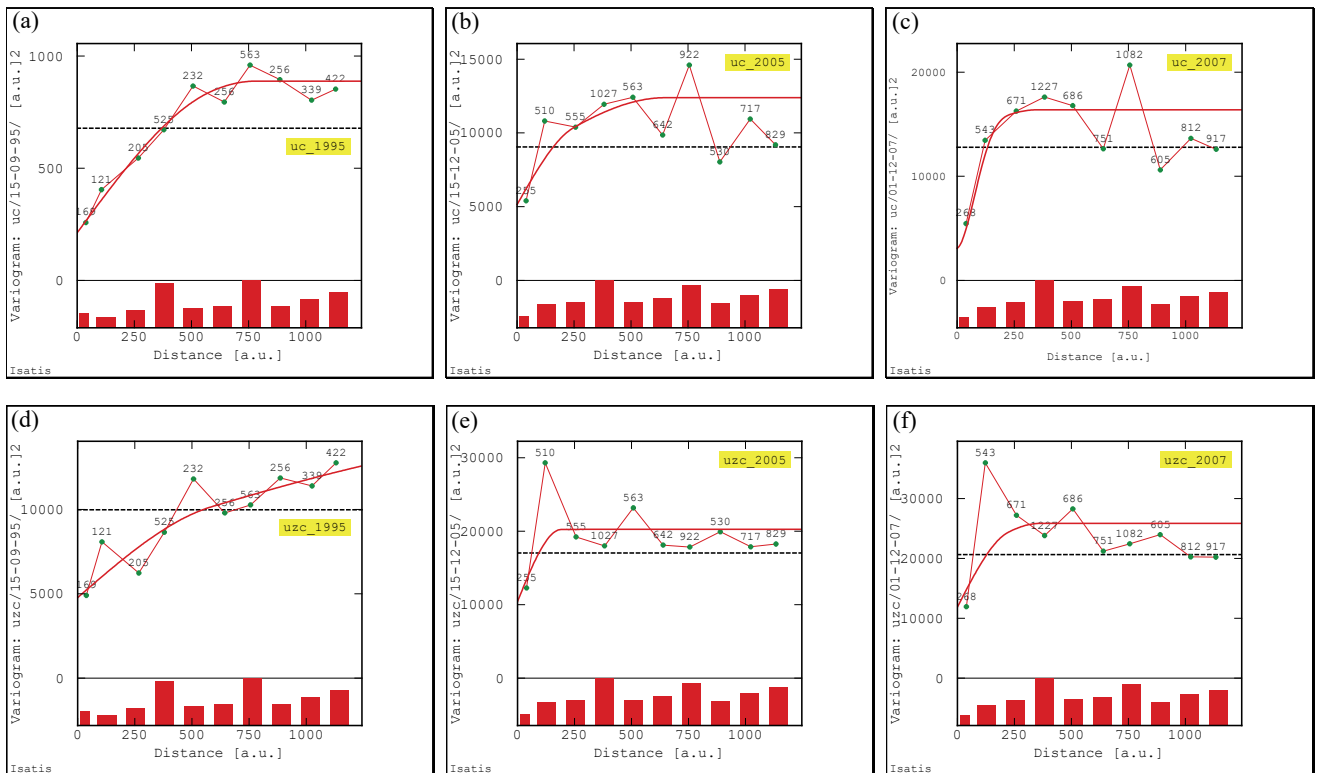 (a)
Variogram: uc/15-09-95/ [a.u.]2
1000
500
0
169
121
205
525
232
256
563
256
339
422
uc_1995
0 250 500 750 1000
Distance [a.u.]
Isatis
(b)
Variogram: uc/15-12-05/ [a.u.]2
15000
10000
5000
0
255
510
555
1027
563
642
922
530
717
829
uc_2005
0 250 500 750 1000
Distance [a.u.]
Isatis
(c)
Variogram: uc/01-12-07/ [a.u.]2
20000
10000
0
268
543
671
1227
686
751
1082
605
812
917
uc_2007
0 250 500 750 1000
Distance [a.u.]
Isatis
(d)
Variogram: uzc/15-09-95/ [a.u.]2
10000
5000
0
169
121
205
525
232
256
563
256
339
422
uzc_1995
0 250 500 750 1000
Distance [a.u.]
Isatis
(e)
Variogram: uzc/15-12-05/ [a.u.]2
30000
20000
10000
0
255
510
555
1027
563
642
922
530
717
829
uzc_2005
0 250 500 750 1000
Distance [a.u.]
Isatis
(f)
Variogram: uzc/01-12-07/ [a.u.]2
30000
20000
10000
0
268
543
671
1227
686
751
1082
605
812
917
uzc_2007
0 250 500 750 1000
Distance [a.u.]
Isatis